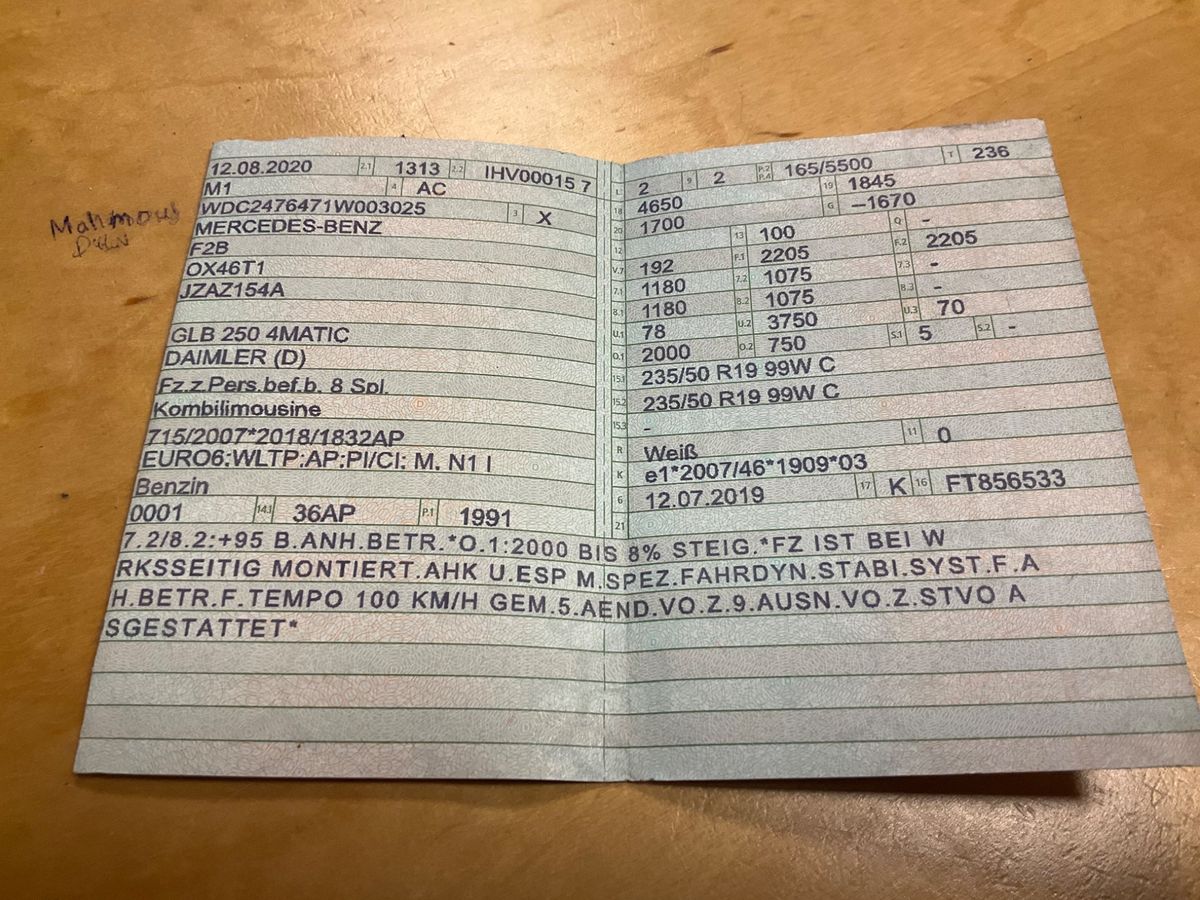 12.08.2020 2.1 1313 2.2 IHV00015 7
M1 4 AC
WDC2476471W003025 3 X
MERCEDES-BENZ
F2B
OX46T1
JZAZ154A
GLB 250 4MATIC
DAIMLER (D)
Fz.z.Pers.bef.b. 8 Spl.
Kombilimousine
715/2007*2018/1832AP
EURO6;WLTP;AP;PI/CI; M, N1 I
Benzin
0001 14.1 36AP P.1 1991
L 2 9 2 P.2 P.4 165/5500 T 236
18 4650 19 1845
20 1700 G –1670
12 13 100 Q -
V.7 192 F.1 2205 F.2 2205
7.1 1180 7.2 1075 7.3 -
8.1 1180 8.2 1075 8.3 -
U.1 78 U.2 3750 U.3 70
O.1 2000 O.2 750 S.1 5 S.2 -
15.1 235/50 R19 99W C
15.2 235/50 R19 99W C
15.3 -
R Weiß 11 0
K e1*2007/46*1909*03
6 12.07.2019 17 K 16 FT856533
21
7.2/8.2:+95 B.ANH.BETR.*O.1:2000 BIS 8% STEIG.*FZ IST BEI W
RKSSEITIG MONTIERT.AHK U.ESP M.SPEZ.FAHRDYN.STABI.SYST.F.A
H.BETR.F.TEMPO 100 KM/H GEM.5.AEND.VO.Z.9.AUSN.VO.Z.STVO A
SGESTATTET*
Mahmoud